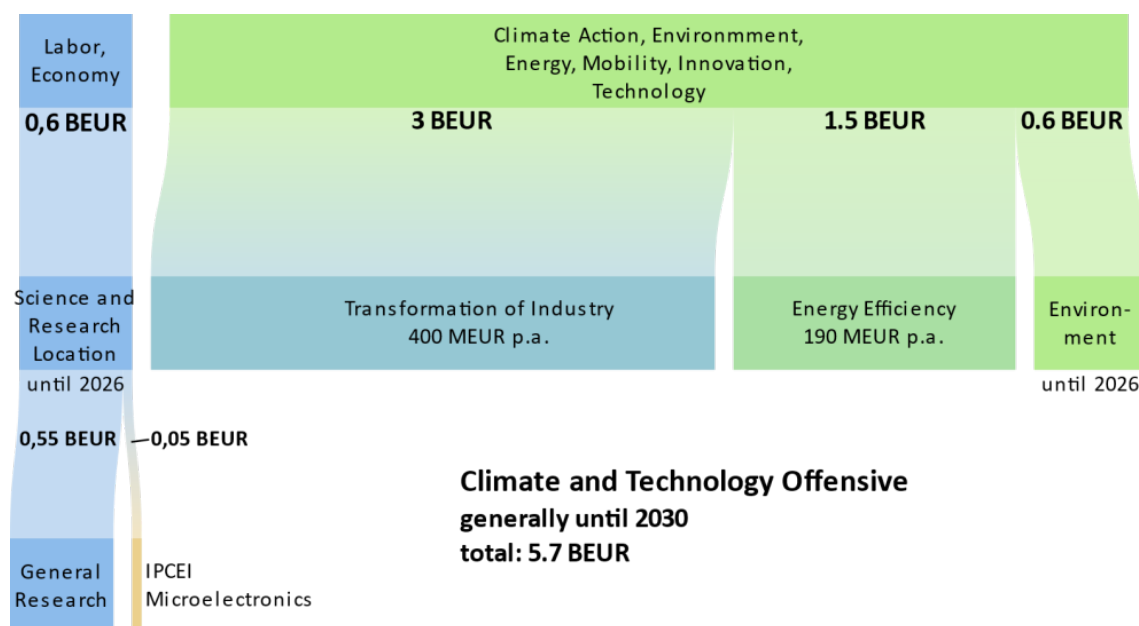 Labor,
Economy
Climate Action, Environmment,
Energy, Mobility, Innovation,
Technology
0,6 BEUR
3 BEUR
1.5 BEUR
0.6 BEUR
Science and
Research
Location
Transformation of Industry
400 MEUR p.a.
Energy Efficiency
190 MEUR p.a.
Environ-
ment
until 2026
until 2026
0,55 BEUR
0,05 BEUR
Climate and Technology Offensive
generally until 2030
total: 5.7 BEUR
General
Research
IPCEI
Microelectronics